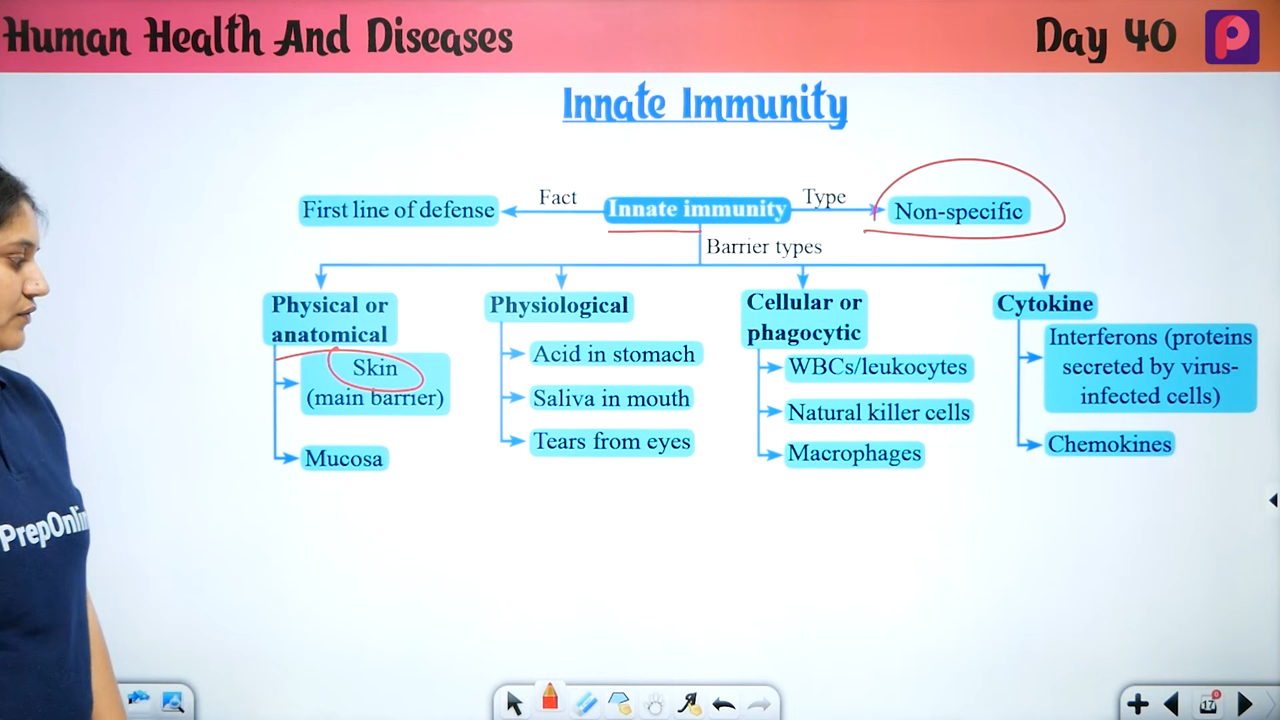 Human Health And Diseases
Day 40
Innate Immunity
First line of defense
Fact
Innate immunity
Type
Non-specific
Barrier types
Physical or
anatomical
Skin
(main barrier)
Mucosa
Physiological
Acid in stomach
Saliva in mouth
Tears from eyes
Cellular or
phagocytic
WBCs/leukocytes
Natural killer cells
Macrophages
Cytokine
Interferons (proteins
secreted by virus-
infected cells)
Chemokines
PrepOnlin
17